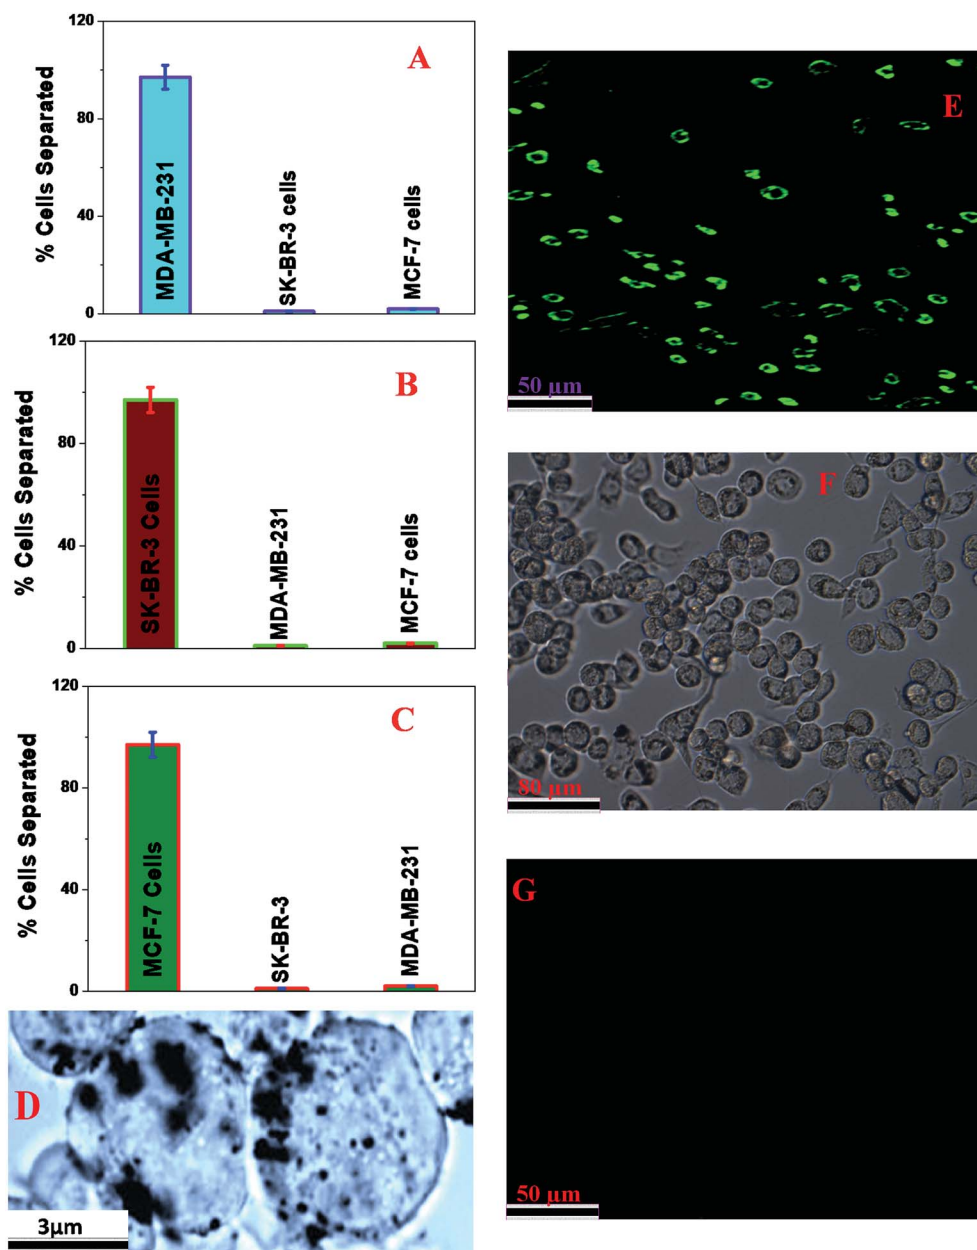 A
% Cells Separated
120
80
40
0
MDA-MB-231
SK-BR-3 cells
MCF-7 cells
B
% Cells Separated
120
80
40
0
SK-BR-3 Cells
MDA-MB-231
MCF-7 cells
C
% Cells Separated
120
80
40
0
MCF-7 Cells
SK-BR-3
MDA-MB-231
D
3μm
E
50 μm
F
80 μm
G
50 μm